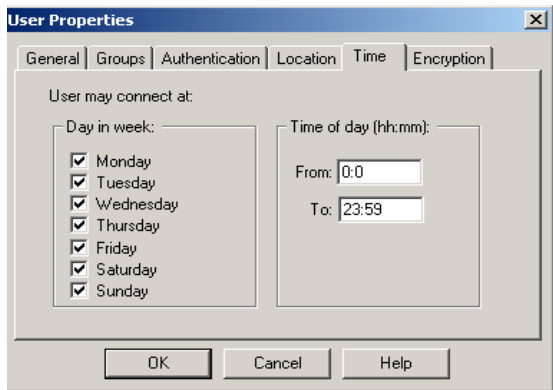 User Properties
General Groups Authentication Location Time Encryption
User may connect at:
Day in week:
Monday
Tuesday
Wednesday
Thursday
Friday
Saturday
Sunday
Time of day (hh:mm):
From: 0:0
To: 23:59
OK Cancel Help